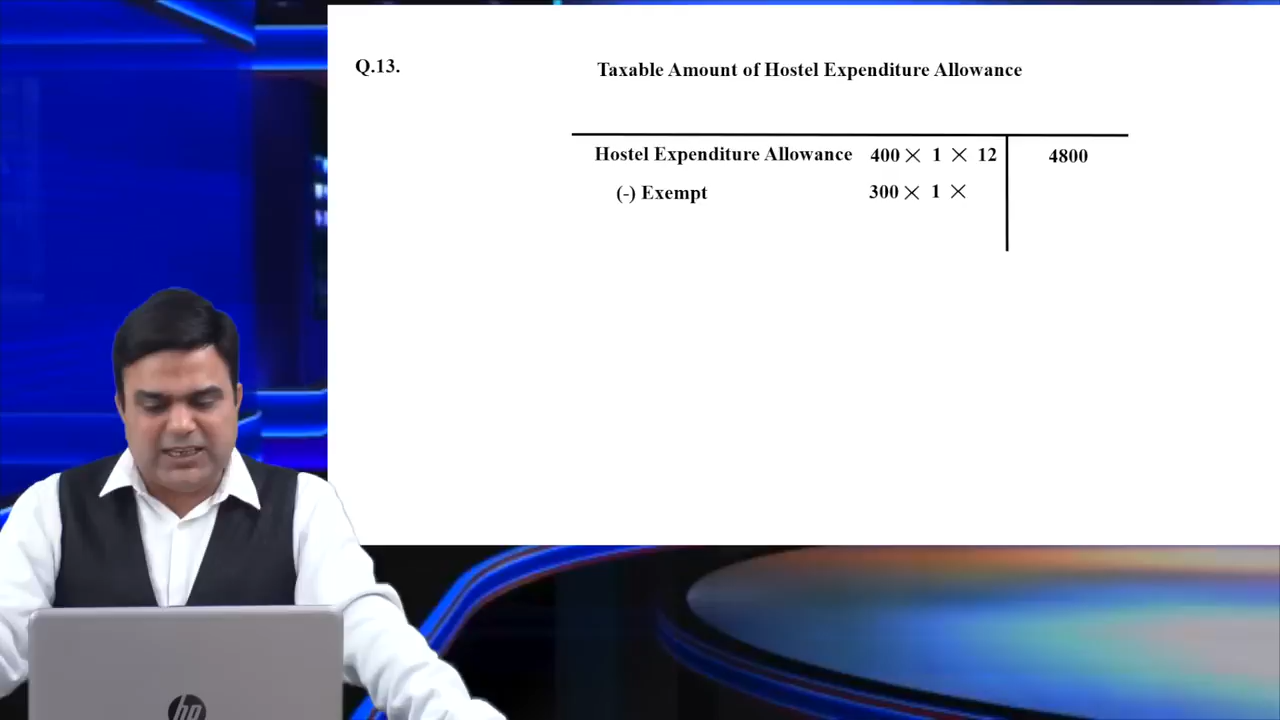 Q.13.
Taxable Amount of Hostel Expenditure Allowance
Hostel Expenditure Allowance 400 × 1 × 12 4800
(-) Exempt 300 × 1 ×
hp